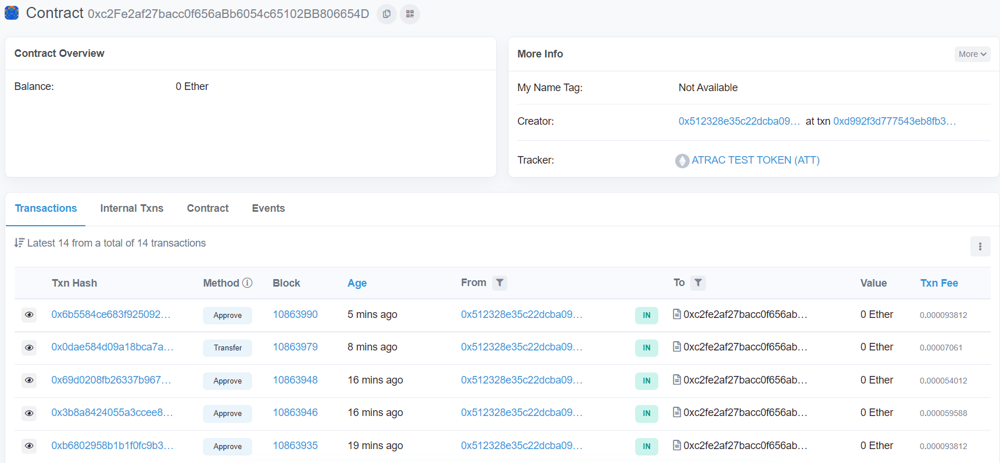 Contract 0xc2Fe2af27bacc0f656aBb6054c65102BB806654D
Contract Overview
Balance: 0 Ether
More Info More
My Name Tag: Not Available
Creator: 0x512328e35c22dcba09... at txn 0xd992f3d777543eb8fb3...
Tracker: ATRAC TEST TOKEN (ATT)
Transactions Internal Txns Contract Events
Latest 14 from a total of 14 transactions
Txn Hash Method Block Age From To Value Txn Fee
0x6b5584ce683f925092... Approve 10863990 5 mins ago 0x512328e35c22dcba09... IN 0xc2fe2af27bacc0f656ab... 0 Ether 0.000093812
0x0dae584d09a18bca7a... Transfer 10863979 8 mins ago 0x512328e35c22dcba09... IN 0xc2fe2af27bacc0f656ab... 0 Ether 0.00007061
0x69d0208fb26337b967... Approve 10863948 16 mins ago 0x512328e35c22dcba09... IN 0xc2fe2af27bacc0f656ab... 0 Ether 0.000054012
0x3b8a8424055a3ccee8... Approve 10863946 16 mins ago 0x512328e35c22dcba09... IN 0xc2fe2af27bacc0f656ab... 0 Ether 0.000059588
0xb6802958b1b1f0fc9b3... Approve 10863935 19 mins ago 0x512328e35c22dcba09... IN 0xc2fe2af27bacc0f656ab... 0 Ether 0.000093812